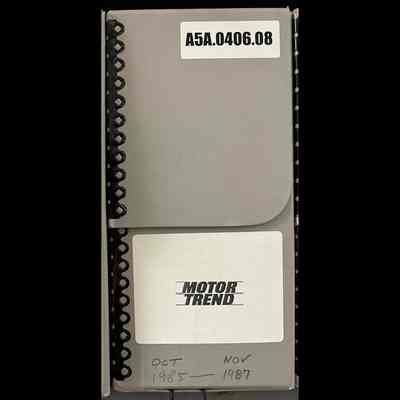 A5A.0406.08
MOTOR
TREND
OCT NOV
1985 — 1987